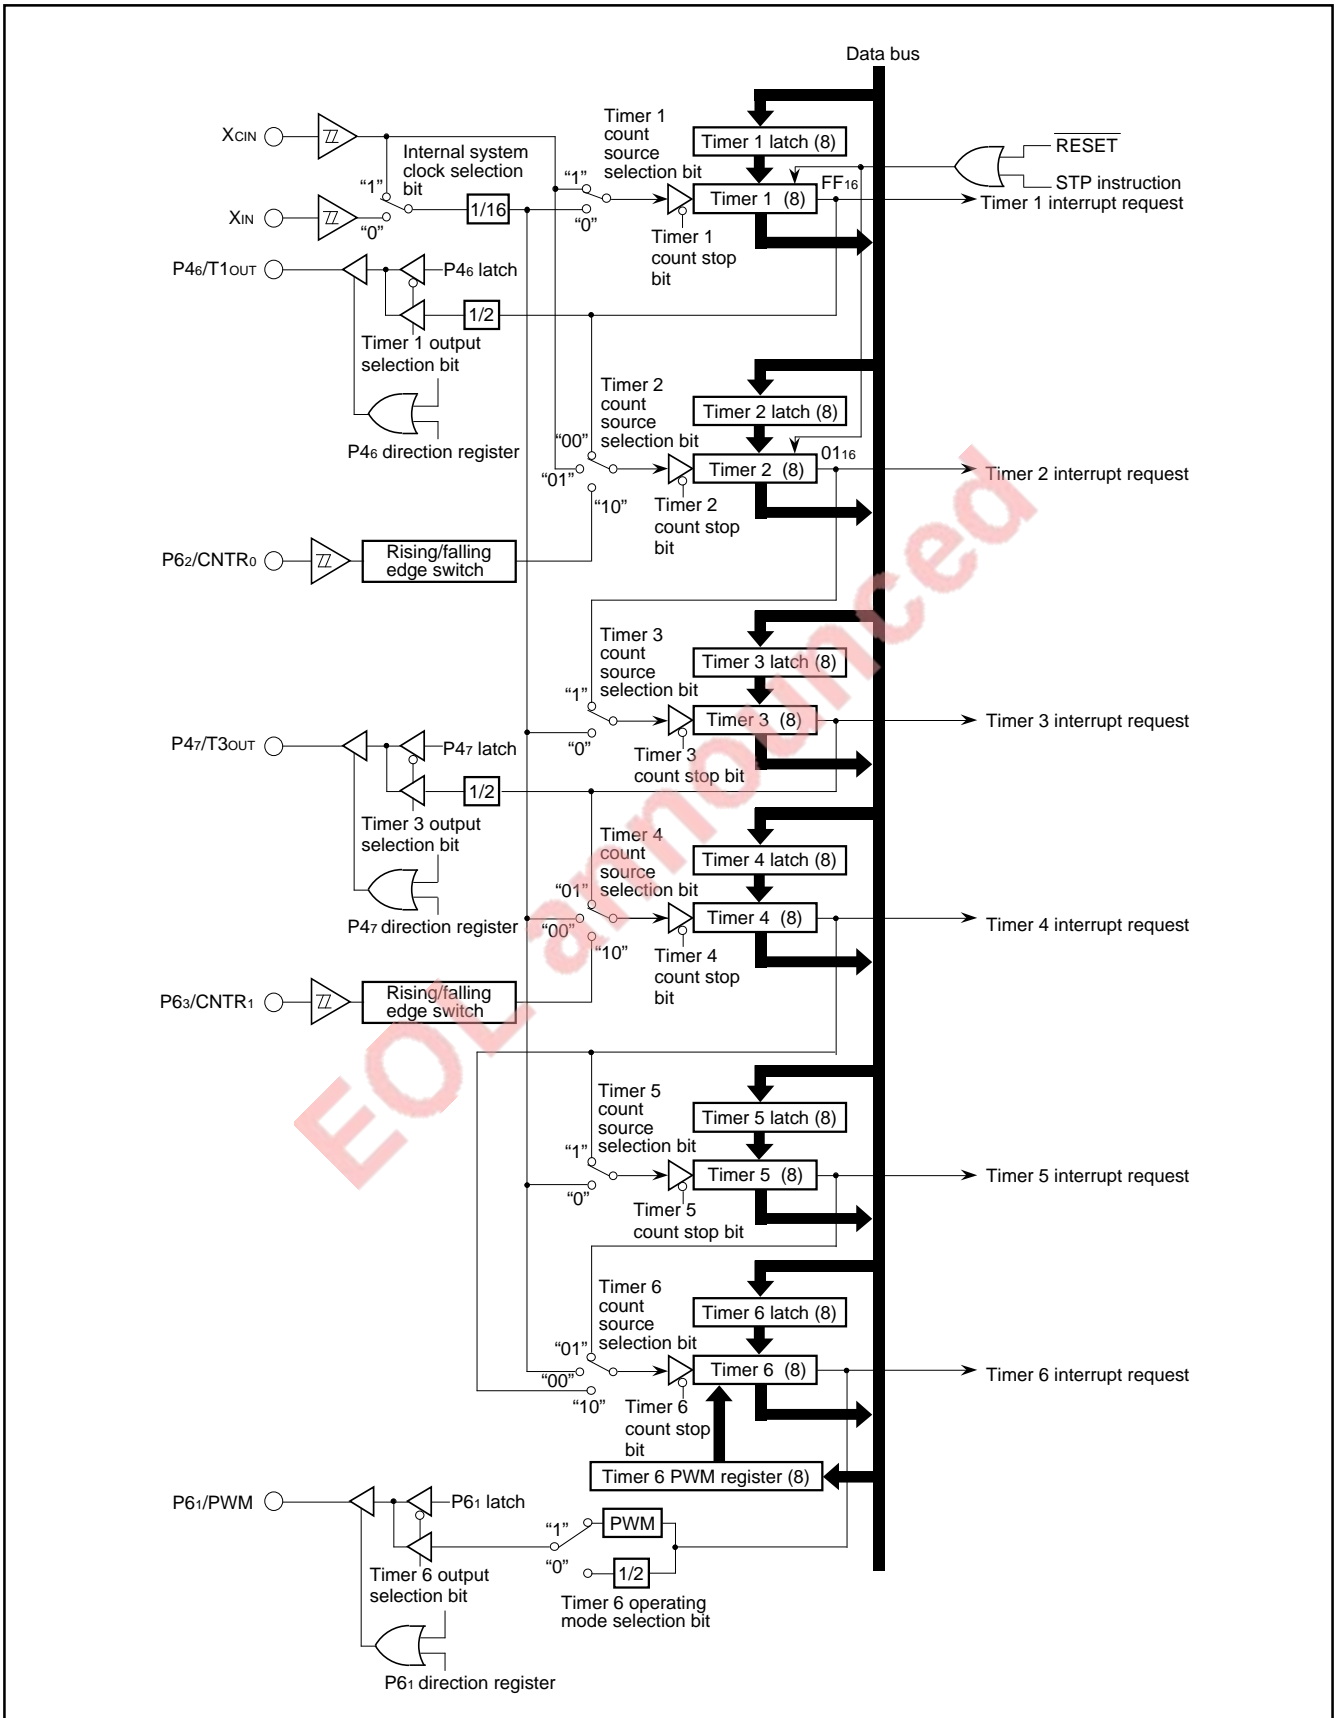 Data bus
XCIN
Timer 1
count
source
selection bit
Timer 1 latch (8)
RESET
Internal system
clock selection
bit
“1”
“1”
FF16
STP instruction
XIN
“0”
1/16
“0”
Timer 1 (8)
Timer 1 interrupt request
Timer 1
count stop
bit
P46/T1OUT
P46 latch
1/2
Timer 1 output
selection bit
P46 direction register
Timer 2
count
source
selection bit
Timer 2 latch (8)
“00”
“01”
“10”
0116
Timer 2 (8)
Timer 2 interrupt request
Timer 2
count stop
bit
P62/CNTR0
Rising/falling
edge switch
Timer 3
count
source
selection bit
Timer 3 latch (8)
“1”
“0”
Timer 3 (8)
Timer 3 interrupt request
Timer 3
count stop bit
P47/T3OUT
P47 latch
1/2
Timer 3 output
selection bit
P47 direction register
Timer 4
count
source
selection bit
Timer 4 latch (8)
“01”
“00”
“10”
Timer 4 (8)
Timer 4 interrupt request
Timer 4
count stop
bit
P63/CNTR1
Rising/falling
edge switch
Timer 5
count
source
selection bit
Timer 5 latch (8)
“1”
“0”
Timer 5 (8)
Timer 5 interrupt request
Timer 5
count stop bit
Timer 6
count
source
selection bit
Timer 6 latch (8)
“01”
“00”
“10”
Timer 6 (8)
Timer 6 interrupt request
Timer 6
count stop
bit
Timer 6 PWM register (8)
P61/PWM
P61 latch
“1”
PWM
“0”
1/2
Timer 6 output
selection bit
Timer 6 operating
mode selection bit
P61 direction register
EOL announced